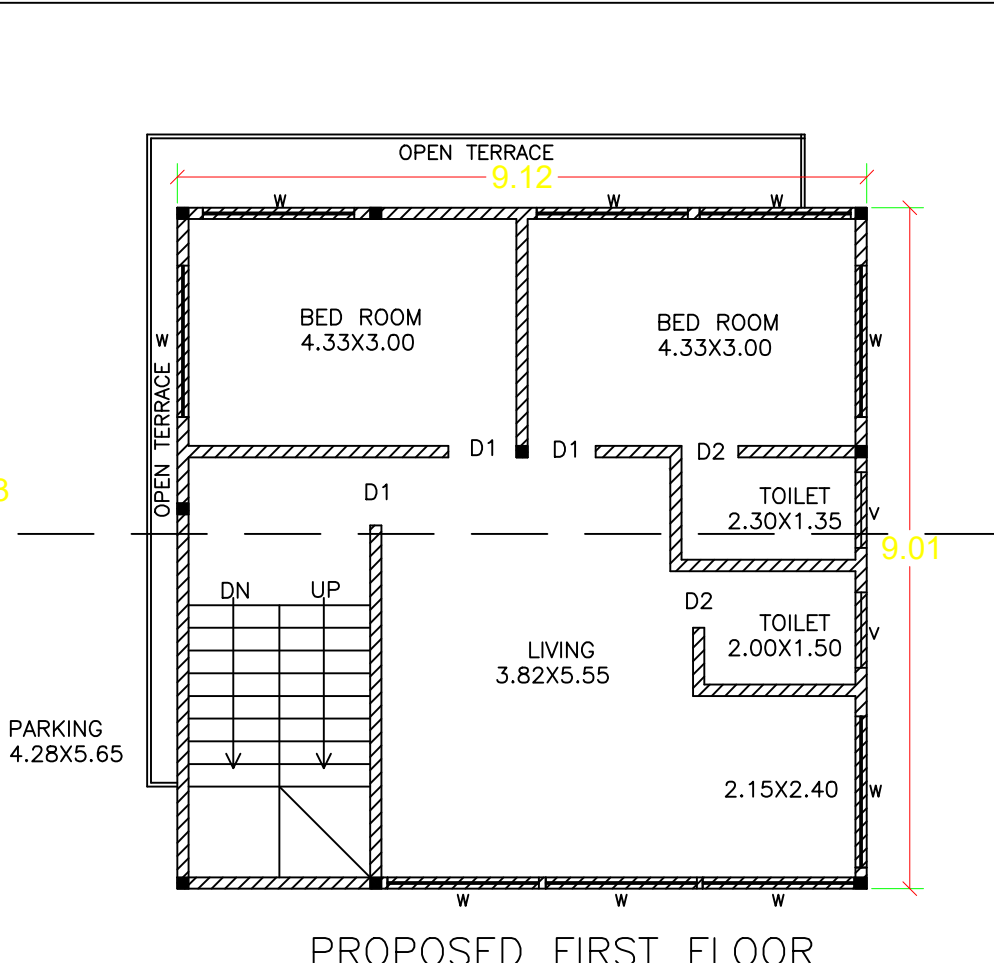 OPEN TERRACE
9.12
W
W
W
BED ROOM
4.33X3.00
BED ROOM
4.33X3.00
W
W
OPEN TERRACE
D1
D1
D2
D1
TOILET
2.30X1.35
V
3
9.01
DN
UP
D2
TOILET
2.00X1.50
V
LIVING
3.82X5.55
PARKING
4.28X5.65
2.15X2.40
W
W
W
W
PROPOSED FIRST FLOOR